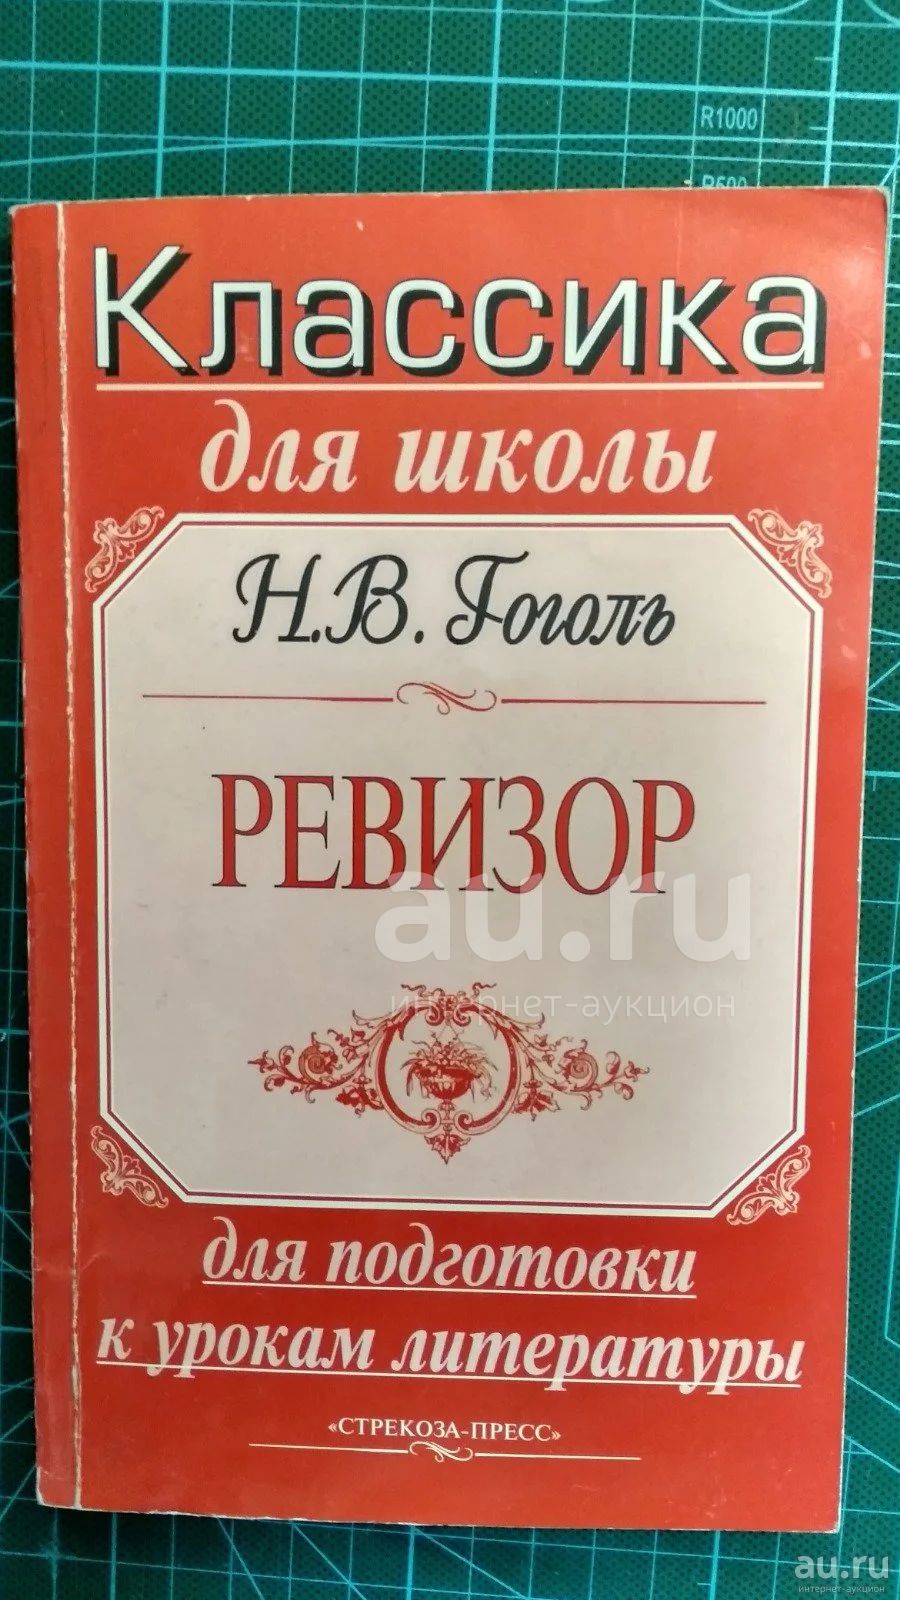 R1000
R500
Классика
для школы
Н.В. Гоголь
РЕВИЗОР
au.ru
интернет-аукцион
для подготовки
к урокам литературы
«СТРЕКОЗА-ПРЕСС»
au.ru
интернет-аукцион